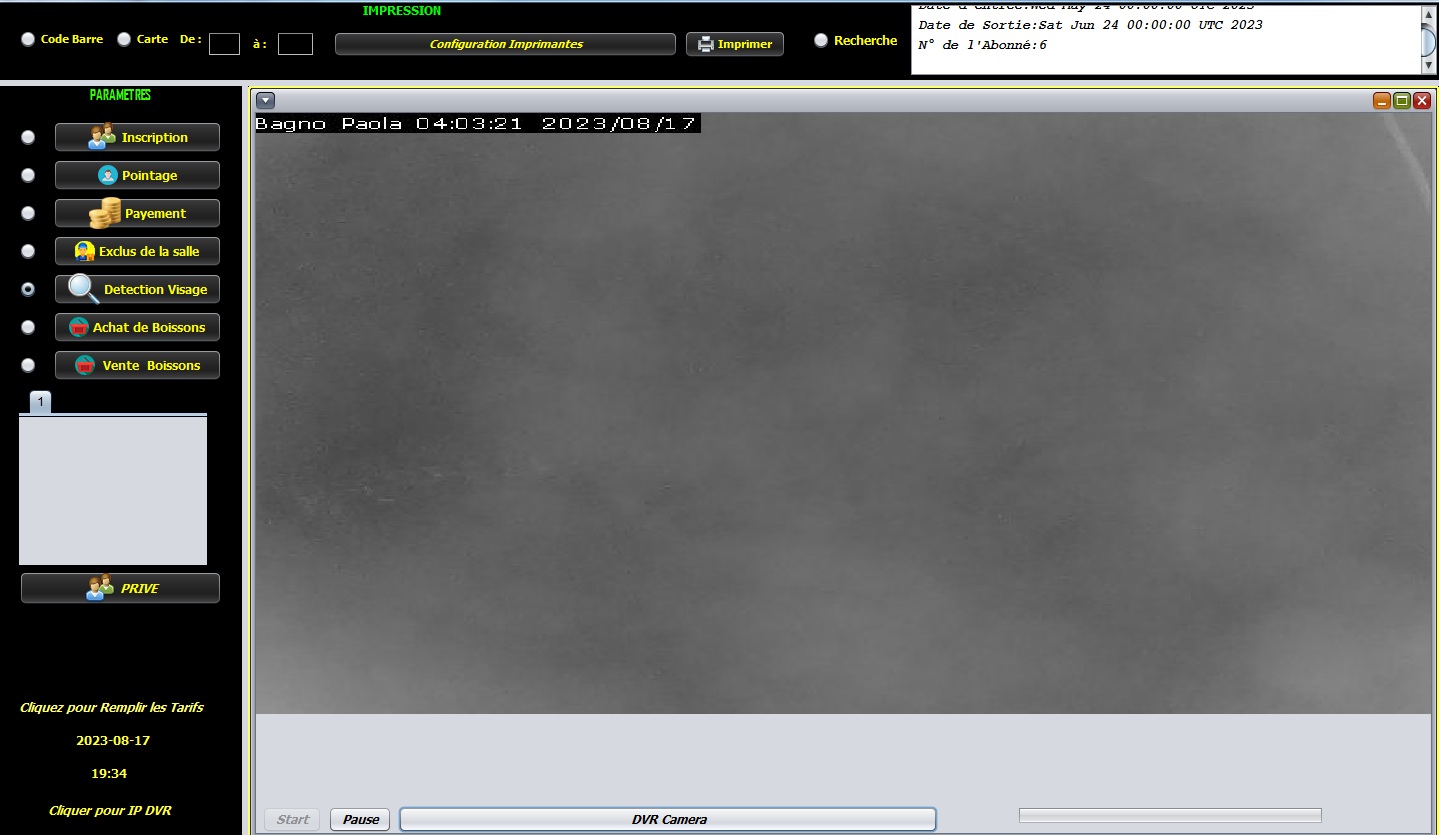 IMPRESSION
Code Barre Carte De : à : Configuration Imprimantes Imprimer Recherche
Date d'entrée:Wed May 24 00:00:00 UTC 2023
Date de Sortie:Sat Jun 24 00:00:00 UTC 2023
N° de l'Abonné:6
PARAMETRES
Inscription
Pointage
Payement
Exclus de la salle
Detection Visage
Achat de Boissons
Vente Boissons
1
PRIVE
Cliquez pour Remplir les Tarifs
2023-08-17
19:34
Cliquer pour IP DVR
Bagno Paola 04:03:21 2023/08/17
Start Pause DVR Camera